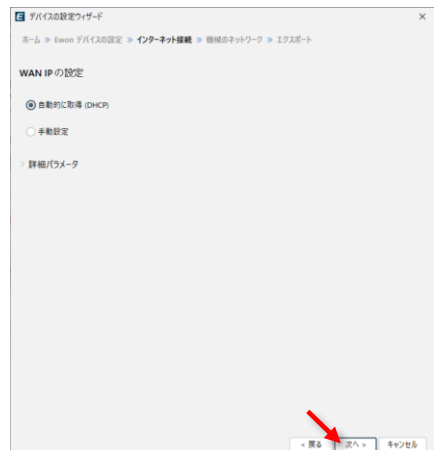 デバイスの設定ウィザード
ホーム ≫ Ewon デバイスの設定 ≫ インターネット接続 ≫ 機械のネットワーク ≫ エクスポート
WAN IP の設定
自動的に取得 (DHCP)
手動設定
> 詳細パラメータ
< 戻る 次へ > キャンセル